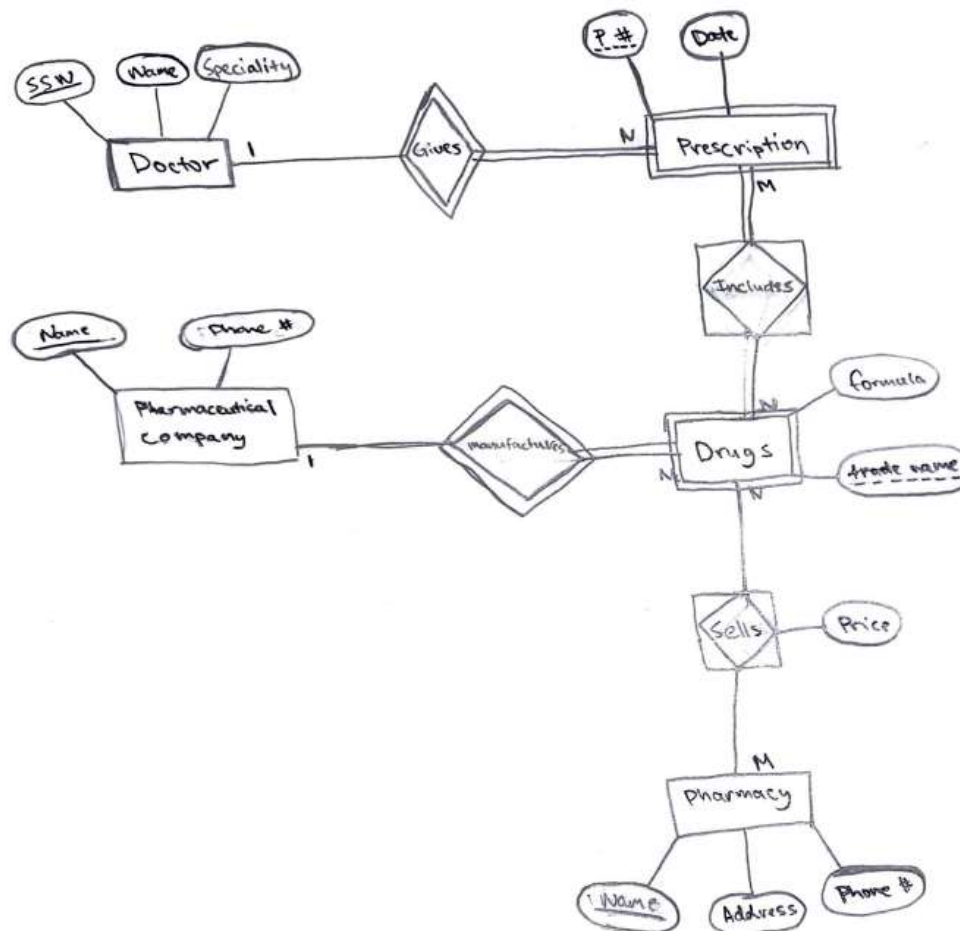 P #
Date
SSN
Name
Speciality
Doctor
1
Gives
N
Prescription
M
Includes
Name
Phone #
Pharmaceutical
company
1
manufactures
N
N
Drugs
N
formula
trade name
Sells
Price
M
Pharmacy
Name
Address
Phone #